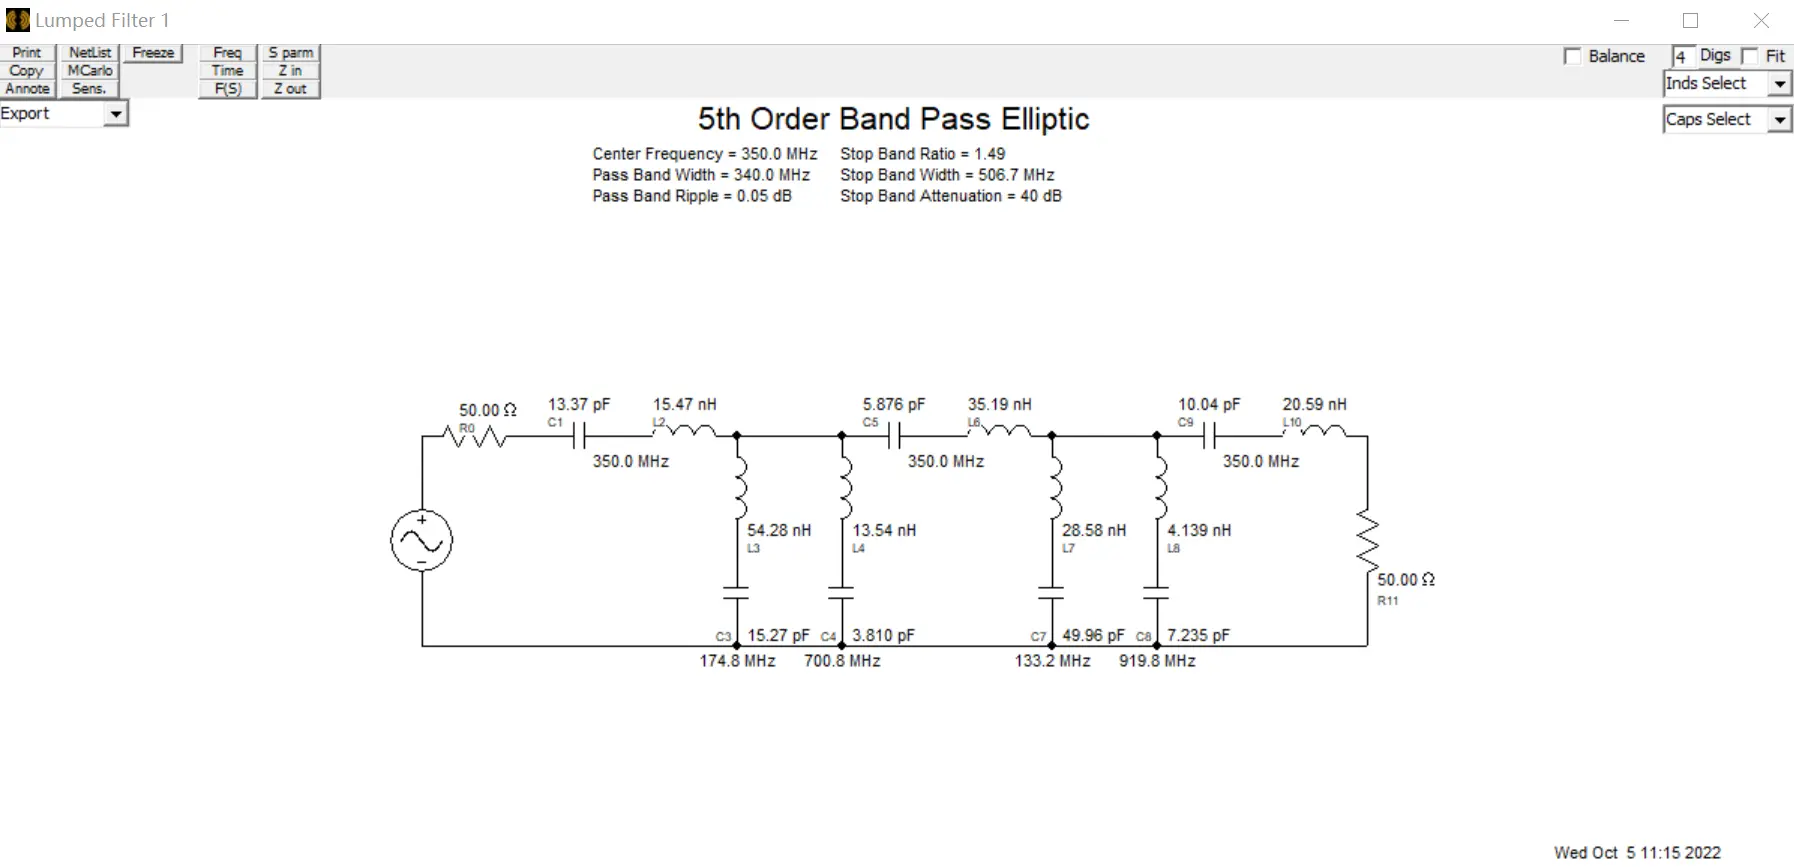 Lumped Filter 1
Print NetList Freeze Freq S parm
Copy MCarlo Time Z in
Annote Sens. F(S) Z out
Export
Balance 4 Digs Fit
Inds Select
Caps Select
5th Order Band Pass Elliptic
Center Frequency = 350.0 MHz Stop Band Ratio = 1.49
Pass Band Width = 340.0 MHz Stop Band Width = 506.7 MHz
Pass Band Ripple = 0.05 dB Stop Band Attenuation = 40 dB
50.00 Ω 13.37 pF 15.47 nH 5.876 pF 35.19 nH 10.04 pF 20.59 nH
R0 C1 L2 C5 L6 C9 L10
350.0 MHz 350.0 MHz 350.0 MHz
+
54.28 nH 13.54 nH 28.58 nH 4.139 nH
L3 L4 L7 L8
−
50.00 Ω
R11
C3 15.27 pF C4 3.810 pF C7 49.96 pF C8 7.235 pF
174.8 MHz 700.8 MHz 133.2 MHz 919.8 MHz
Wed Oct 5 11:15 2022